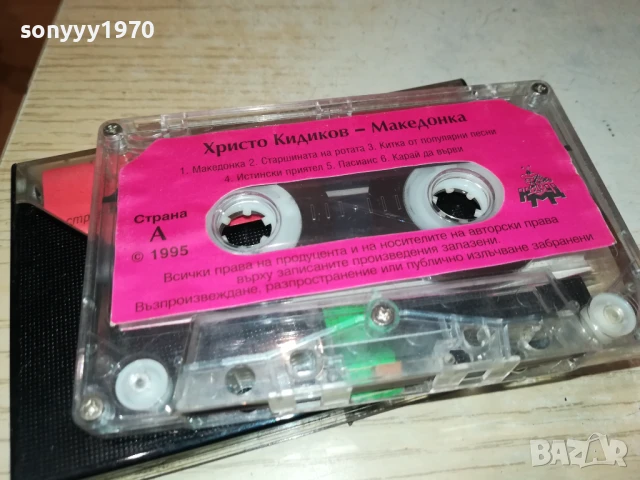 sonyyy1970
Христо Кидиков – Македонка
1. Македонка 2. Старшината на ротата 3. Китка от популярни песни
4. Истински приятел 5. Пасианс 6. Карай да върви
Страна
A
© 1995
Всички права на продуцента и на носителите на авторски права
върху записаните произведения запазени.
Възпроизвеждане, разпространение или публично излъчване забранени
стр
BAZAR